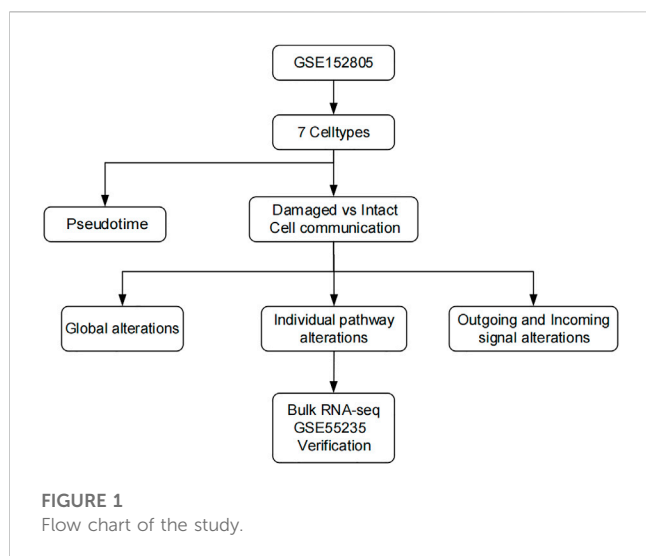 GSE152805
7 Celltypes
Pseudotime
Damaged vs Intact
Cell communication
Global alterations
Individual pathway
alterations
Outgoing and Incoming
signal alterations
Bulk RNA-seq
GSE55235
Verification
FIGURE 1
Flow chart of the study.